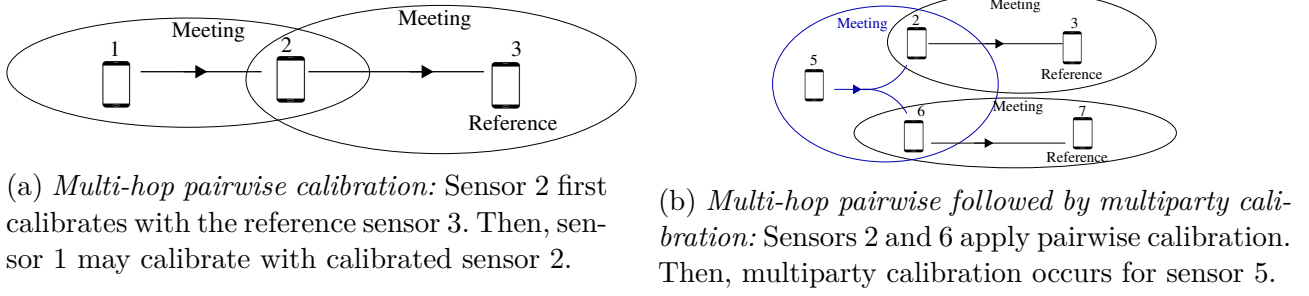 Meeting
Meeting
1
2
3
Reference
(a) Multi-hop pairwise calibration: Sensor 2 first
calibrates with the reference sensor 3. Then, sen-
sor 1 may calibrate with calibrated sensor 2.
Meeting
Meeting
2
3
5
Reference
Meeting
6
7
Reference
(b) Multi-hop pairwise followed by multiparty cali-
bration: Sensors 2 and 6 apply pairwise calibration.
Then, multiparty calibration occurs for sensor 5.